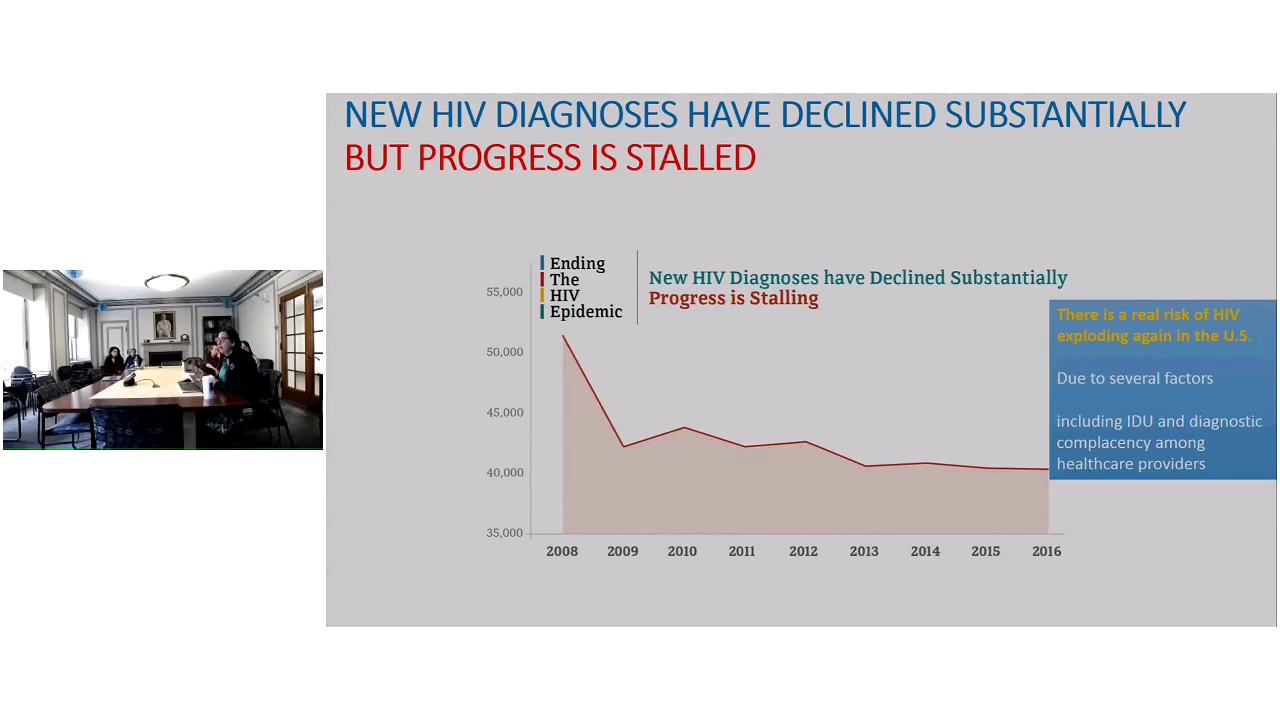 NEW HIV DIAGNOSES HAVE DECLINED SUBSTANTIALLY
BUT PROGRESS IS STALLED
Ending
The
HIV
Epidemic
New HIV Diagnoses have Declined Substantially
Progress is Stalling
55,000
50,000
45,000
40,000
35,000
2008 2009 2010 2011 2012 2013 2014 2015 2016
There is a real risk of HIV
exploding again in the U.S.
Due to several factors
including IDU and diagnostic
complacency among
healthcare providers